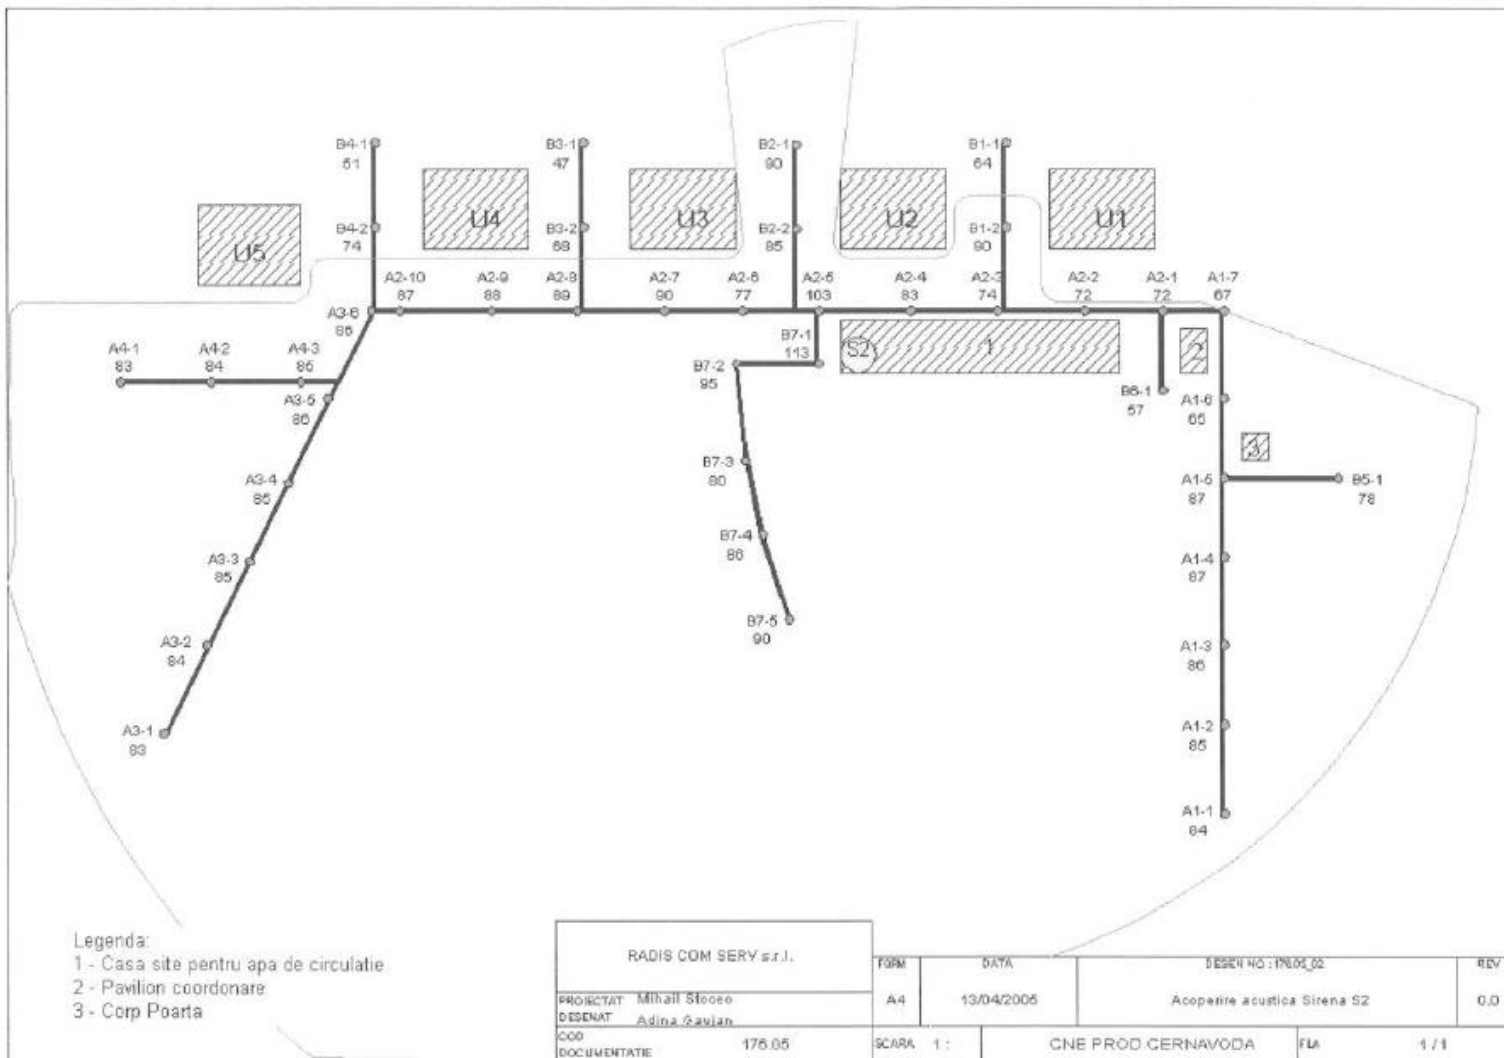 B4-1
51
B3-1
47
B2-1
90
B1-1
64
U5
U4
U3
U2
U1
B4-2
74
B3-2
68
B2-2
85
B1-2
90
A3-6
A2-10
87
A2-9
88
A2-8
89
A2-7
90
A2-6
77
A2-5
103
A2-4
83
A2-3
74
A2-2
72
A2-1
72
A1-7
67
A4-1
83
A4-2
84
A4-3
B7-1
113
S2
1
2
3
B7-2
95
A3-5
B6-1
57
A1-6
65
A3-4
85
B7-3
80
A1-5
87
B5-1
78
A3-3
85
B7-4
86
A1-4
87
A3-2
84
B7-5
90
A1-3
86
A3-1
83
A1-2
85
A1-1
84
Legenda:
1 - Casa site pentru apa de circulatie
2 - Pavilion coordonare
3 - Corp Poarta
RADIS COM SERV s.r.l.
PROIECTAT Mihail
DESENAT Adina
COD
DOCUMENTATIE 176.05
FORM
A4
DATA
13/04/2005
DESEN NO.: 176.05_02
Acoperire acustica Sirena S2
REV
0.0
SCARA 1 :
CNE PROD CERNAVODA
FILA 1 / 1